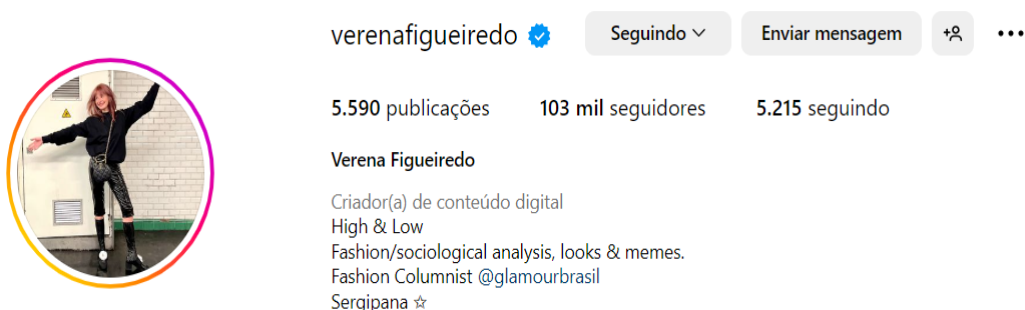 verenafigueiredo
Seguindo
Enviar mensagem
5.590 publicações 103 mil seguidores 5.215 seguindo
Verena Figueiredo
Criador(a) de conteúdo digital
High & Low
Fashion/sociological analysis, looks & memes.
Fashion Columnist @glamourbrasil
Sergipana ☆